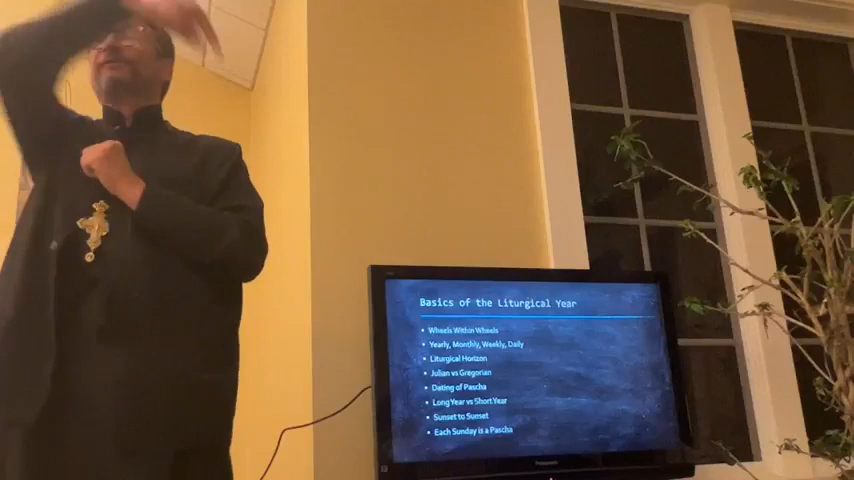 Basics of the Liturgical Year
• Wheels Within Wheels
• Yearly, Monthly, Weekly, Daily
• Liturgical Horizon
• Julian vs Gregorian
• Dating of Pascha
• Long Year vs Short Year
• Sunset to Sunset
• Each Sunday is a Pascha
Panasonic